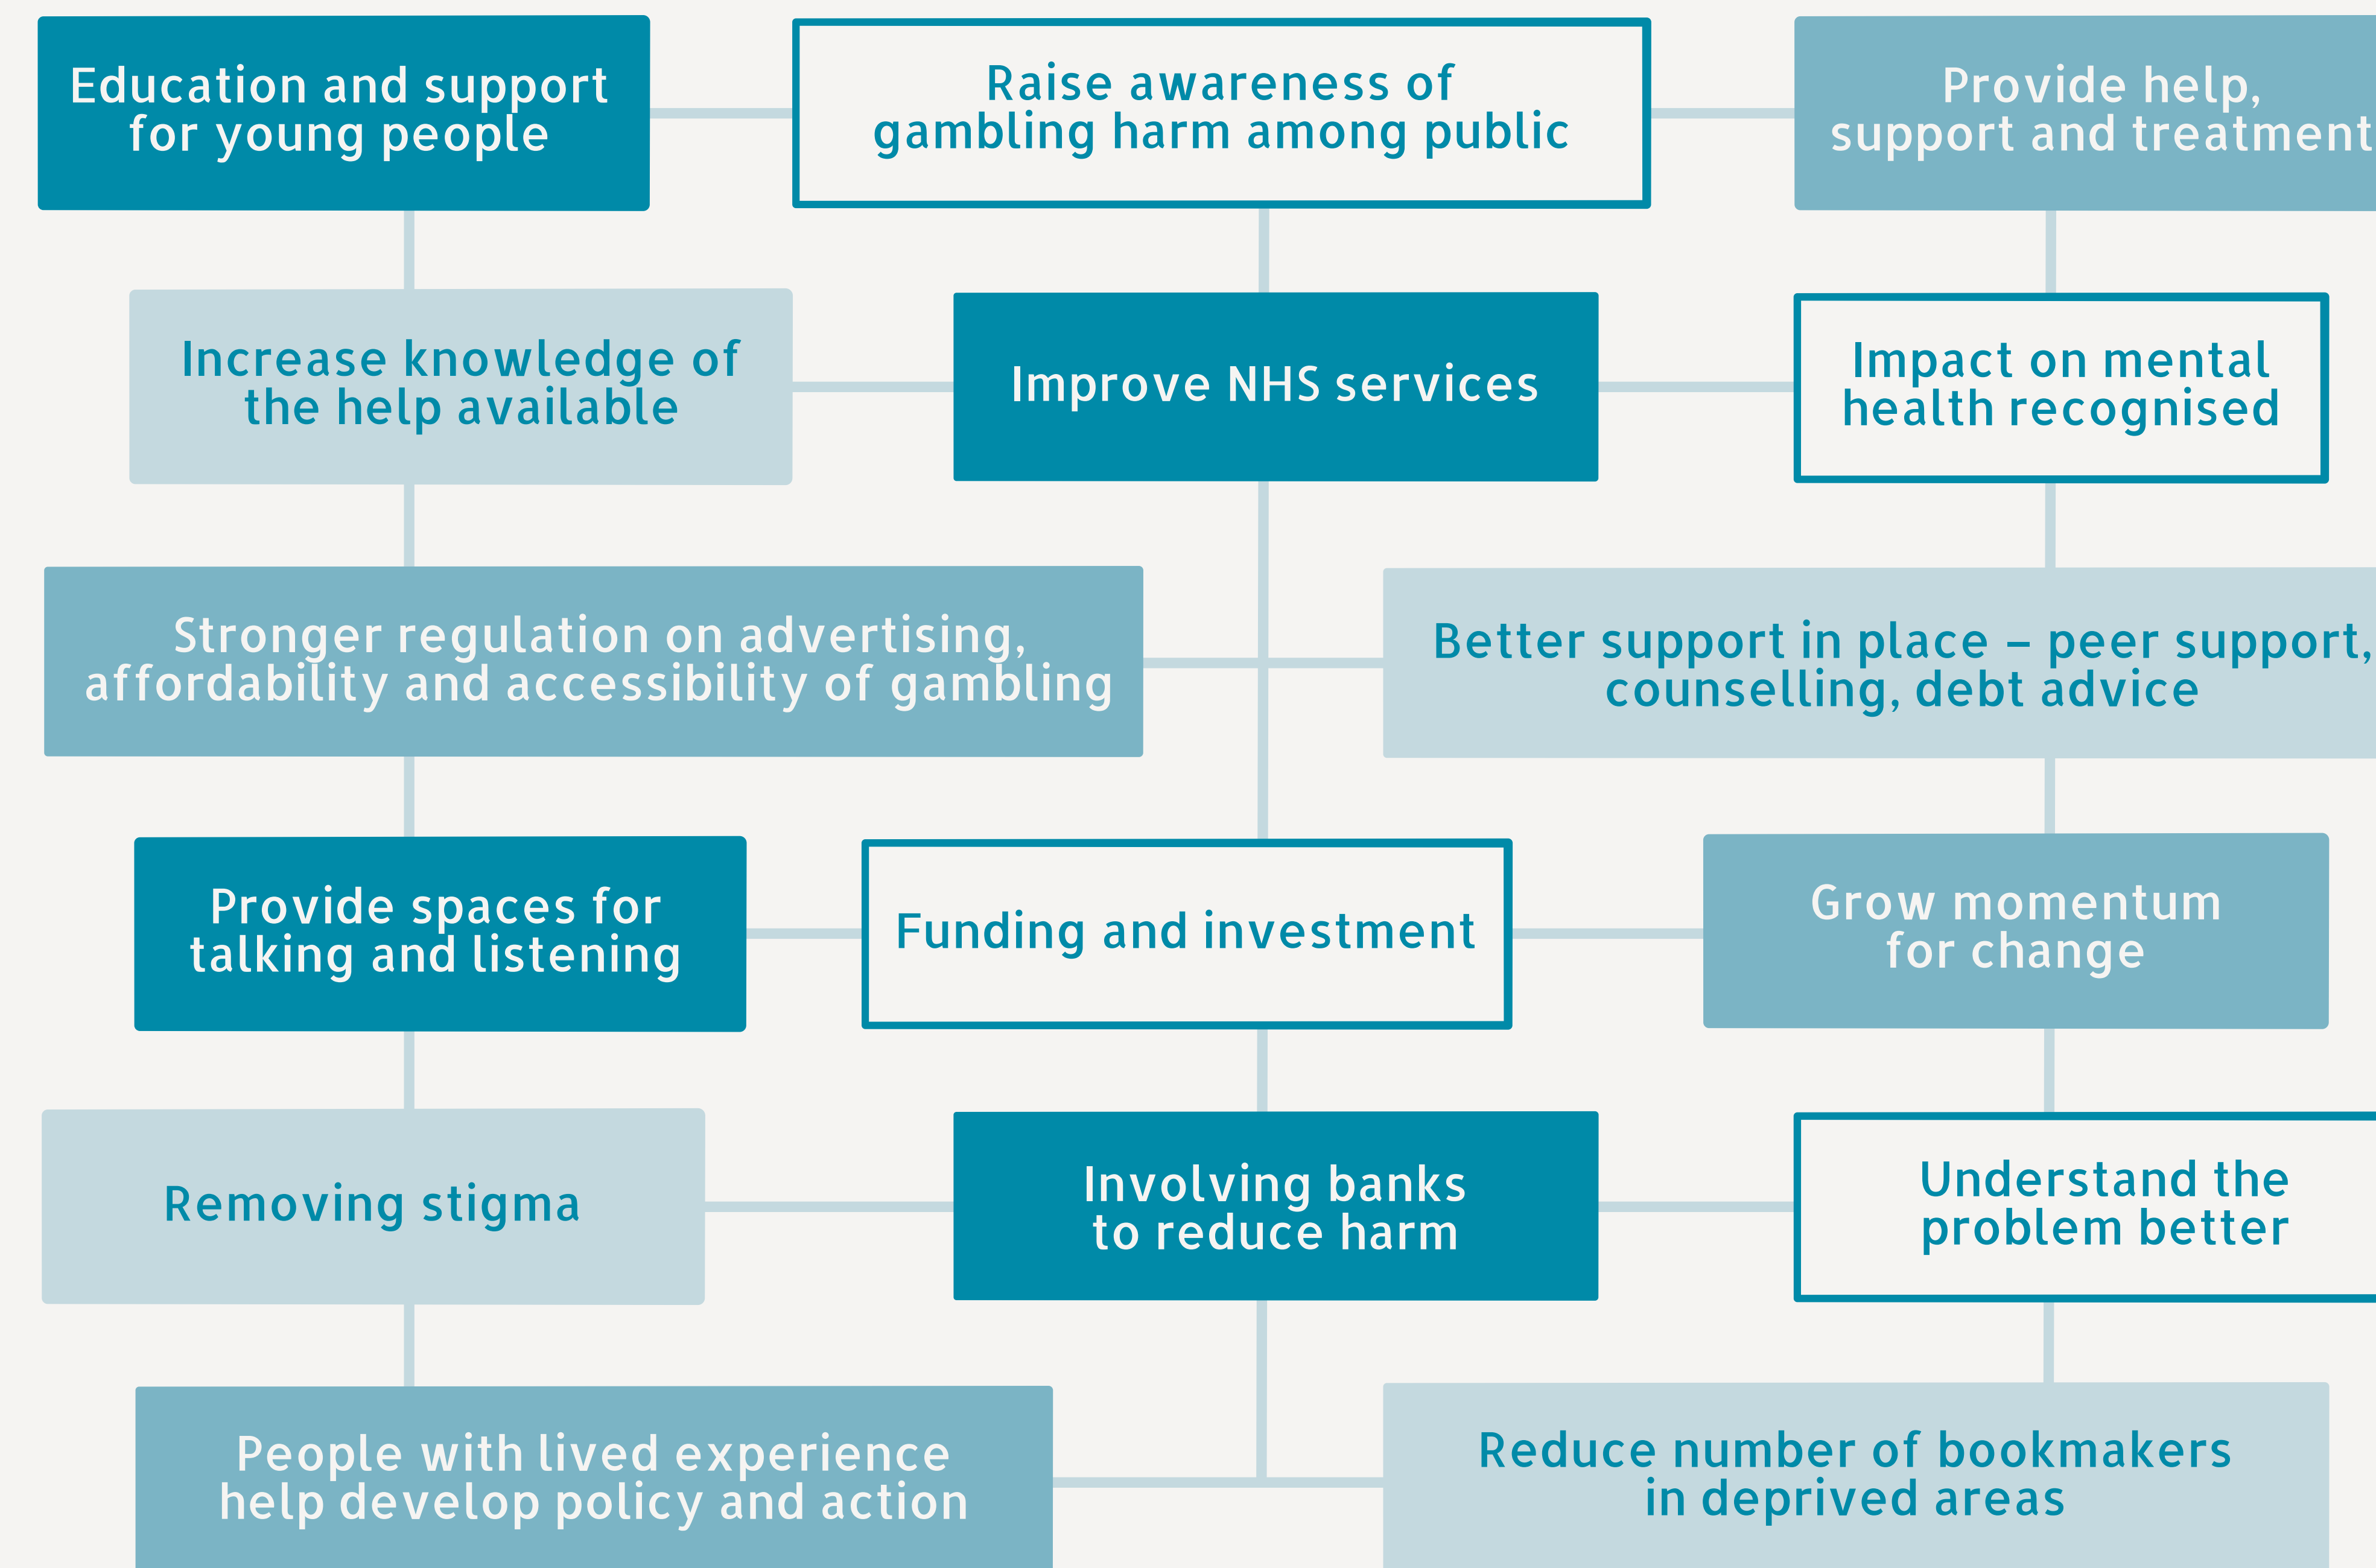 Education and support
for young people
Raise awareness of
gambling harm among public
Provide help,
support and treatment
Increase knowledge of
the help available
Improve NHS services
Impact on mental
health recognised
Stronger regulation on advertising,
affordability and accessibility of gambling
Better support in place – peer support,
counselling, debt advice
Provide spaces for
talking and listening
Funding and investment
Grow momentum
for change
Removing stigma
Involving banks
to reduce harm
Understand the
problem better
People with lived experience
help develop policy and action
Reduce number of bookmakers
in deprived areas